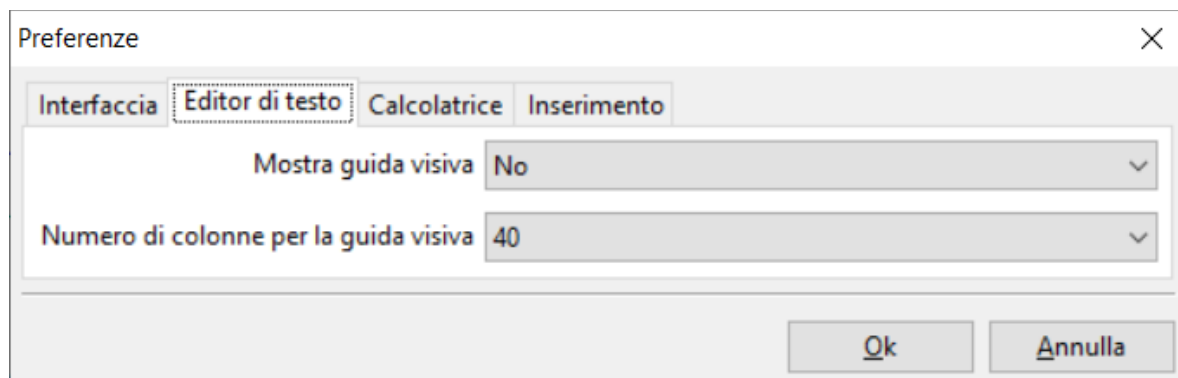 Preferenze
Interfaccia Editor di testo Calcolatrice Inserimento
Mostra guida visiva No
Numero di colonne per la guida visiva 40
Ok Annulla